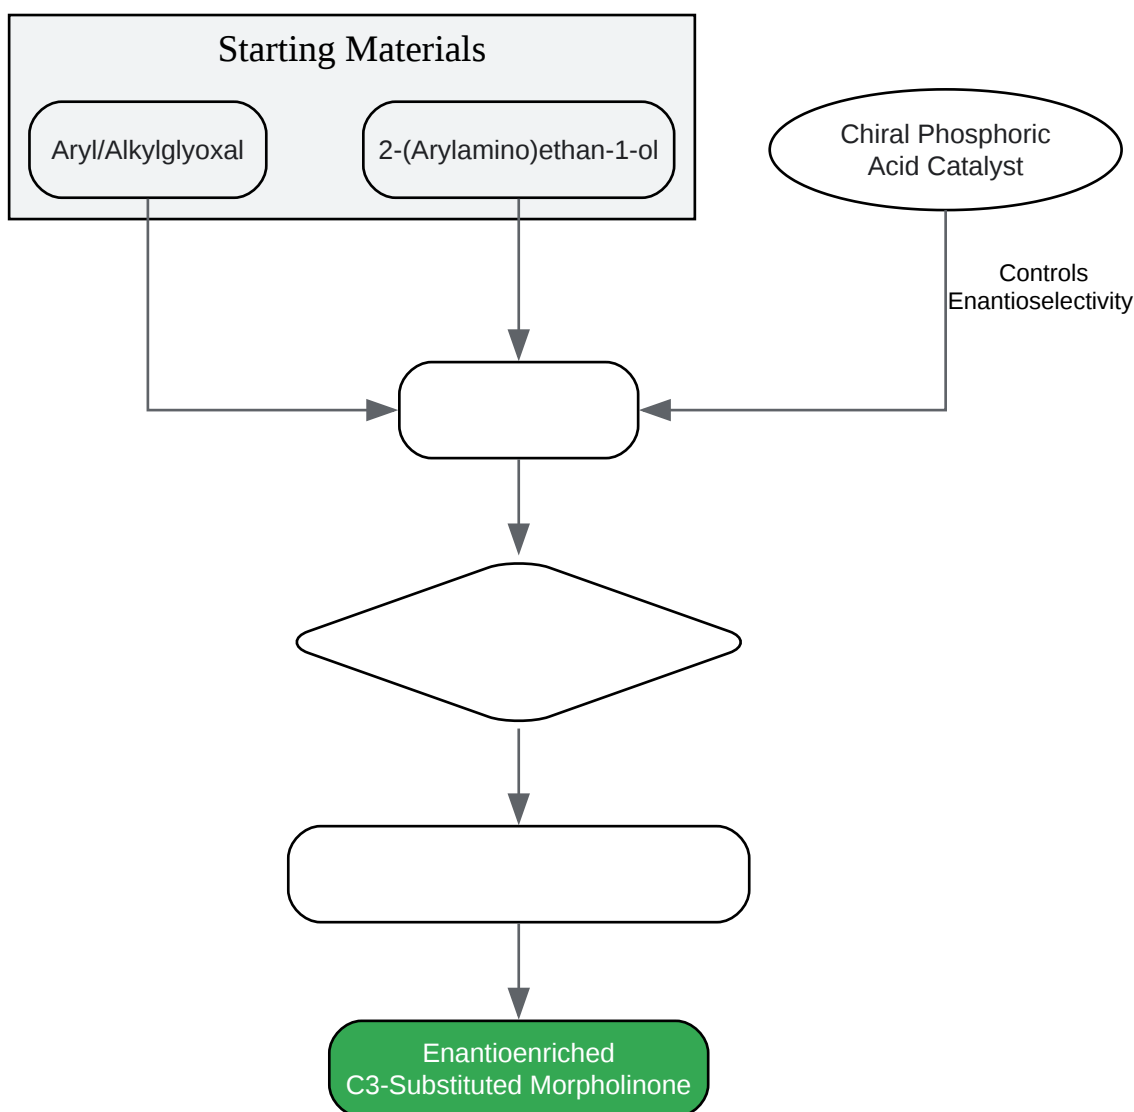 Starting Materials
Aryl/Alkylglyoxal
2-(Arylamino)ethan-1-ol
Chiral Phosphoric
Acid Catalyst
Controls
Enantioselectivity
Enantioenriched
C3-Substituted Morpholinone